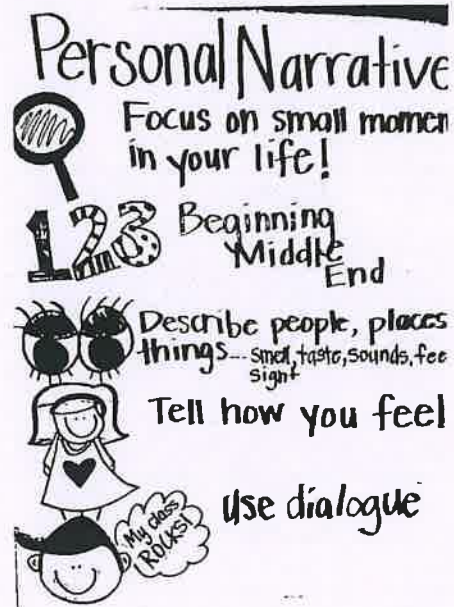 Personal Narrative
Focus on small momen
in your life!
123
Beginning
Middle
End
Describe people, places
things... smell, taste, sounds, fee
sight
Tell how you feel
use dialogue
My class
ROCKS!